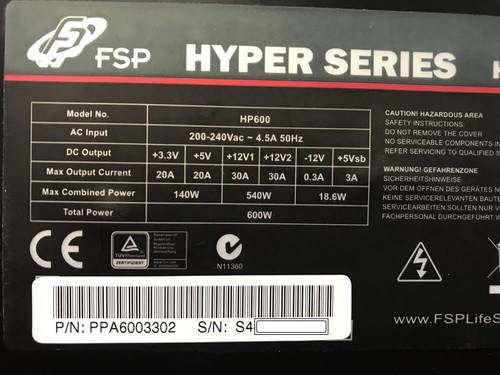 FSP HYPER SERIES H
Model No. HP600
AC Input 200-240Vac ~ 4.5A 50Hz
DC Output +3.3V +5V +12V1 +12V2 -12V +5Vsb
Max Output Current 20A 20A 30A 30A 0.3A 3A
Max Combined Power 140W 540W 18.6W
Total Power 600W
CAUTION! HAZARDOUS AREA
SAFETY INSTRUCTIONS:
DO NOT REMOVE THE COVER
NO SERVICEABLE COMPONENTS IN
REFER SERVICING TO QUALIFIED S
WARNUNG! GEFAHRENZONE
SICHERHEITSHINWEISE:
VOR DEM ÖFFNEN DES GERÄTES N
KEINE SERVICERELEVANTEN BAUT
SERVICEARBEITEN SOLLTEN NUR V
FACHPERSONAL DURCHGEFÜHRT W
CE
TÜVRheinland
ZERTIFIZIERT
N11360
www.FSPLifeS
P/N: PPA6003302 S/N: S4